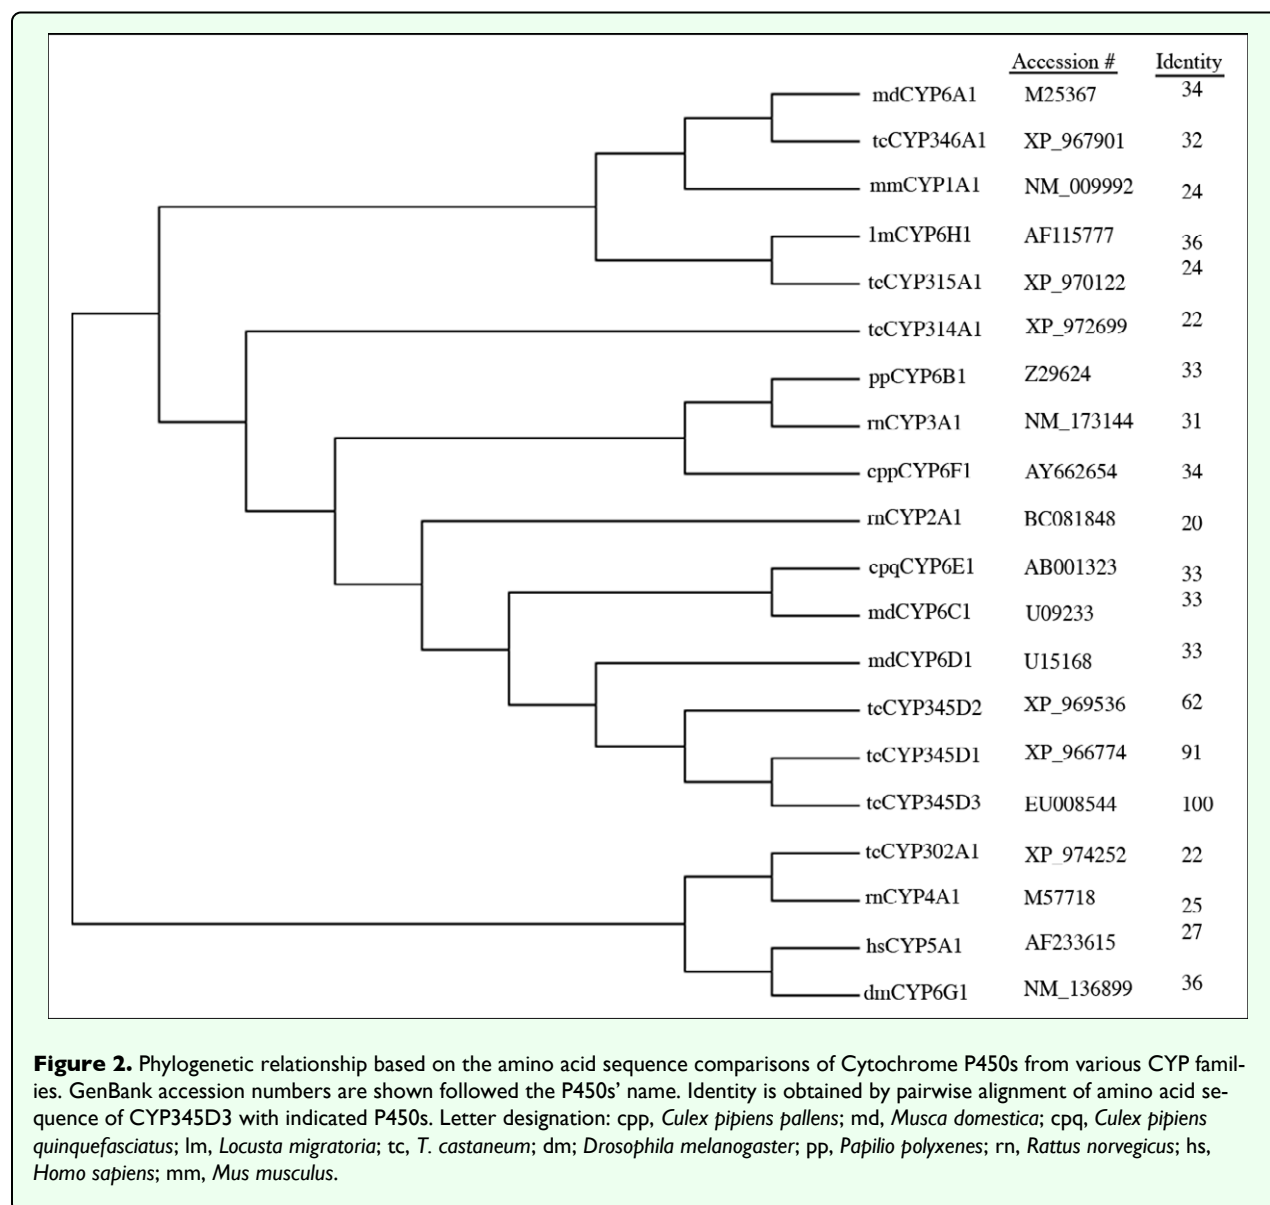 Accession # Identity
mdCYP6A1 M25367 34
tcCYP346A1 XP_967901 32
mmCYP1A1 NM_009992 24
lmCYP6H1 AF115777 36
tcCYP315A1 XP_970122 24
tcCYP314A1 XP_972699 22
ppCYP6B1 Z29624 33
rnCYP3A1 NM_173144 31
cppCYP6F1 AY662654 34
rnCYP2A1 BC081848 20
cpqCYP6E1 AB001323 33
mdCYP6C1 U09233 33
mdCYP6D1 U15168 33
tcCYP345D2 XP_969536 62
tcCYP345D1 XP_966774 91
tcCYP345D3 EU008544 100
tcCYP302A1 XP_974252 22
rnCYP4A1 M57718 25
hsCYP5A1 AF233615 27
dmCYP6G1 NM_136899 36
Figure 2. Phylogenetic relationship based on the amino acid sequence comparisons of Cytochrome P450s from various CYP famil-
ies. GenBank accession numbers are shown followed the P450s' name. Identity is obtained by pairwise alignment of amino acid se-
quence of CYP345D3 with indicated P450s. Letter designation: cpp, Culex pipiens pallens; md, Musca domestica; cpq, Culex pipiens
quinquefasciatus; lm, Locusta migratoria; tc, T. castaneum; dm; Drosophila melanogaster; pp, Papilio polyxenes; rn, Rattus norvegicus; hs,
Homo sapiens; mm, Mus musculus.